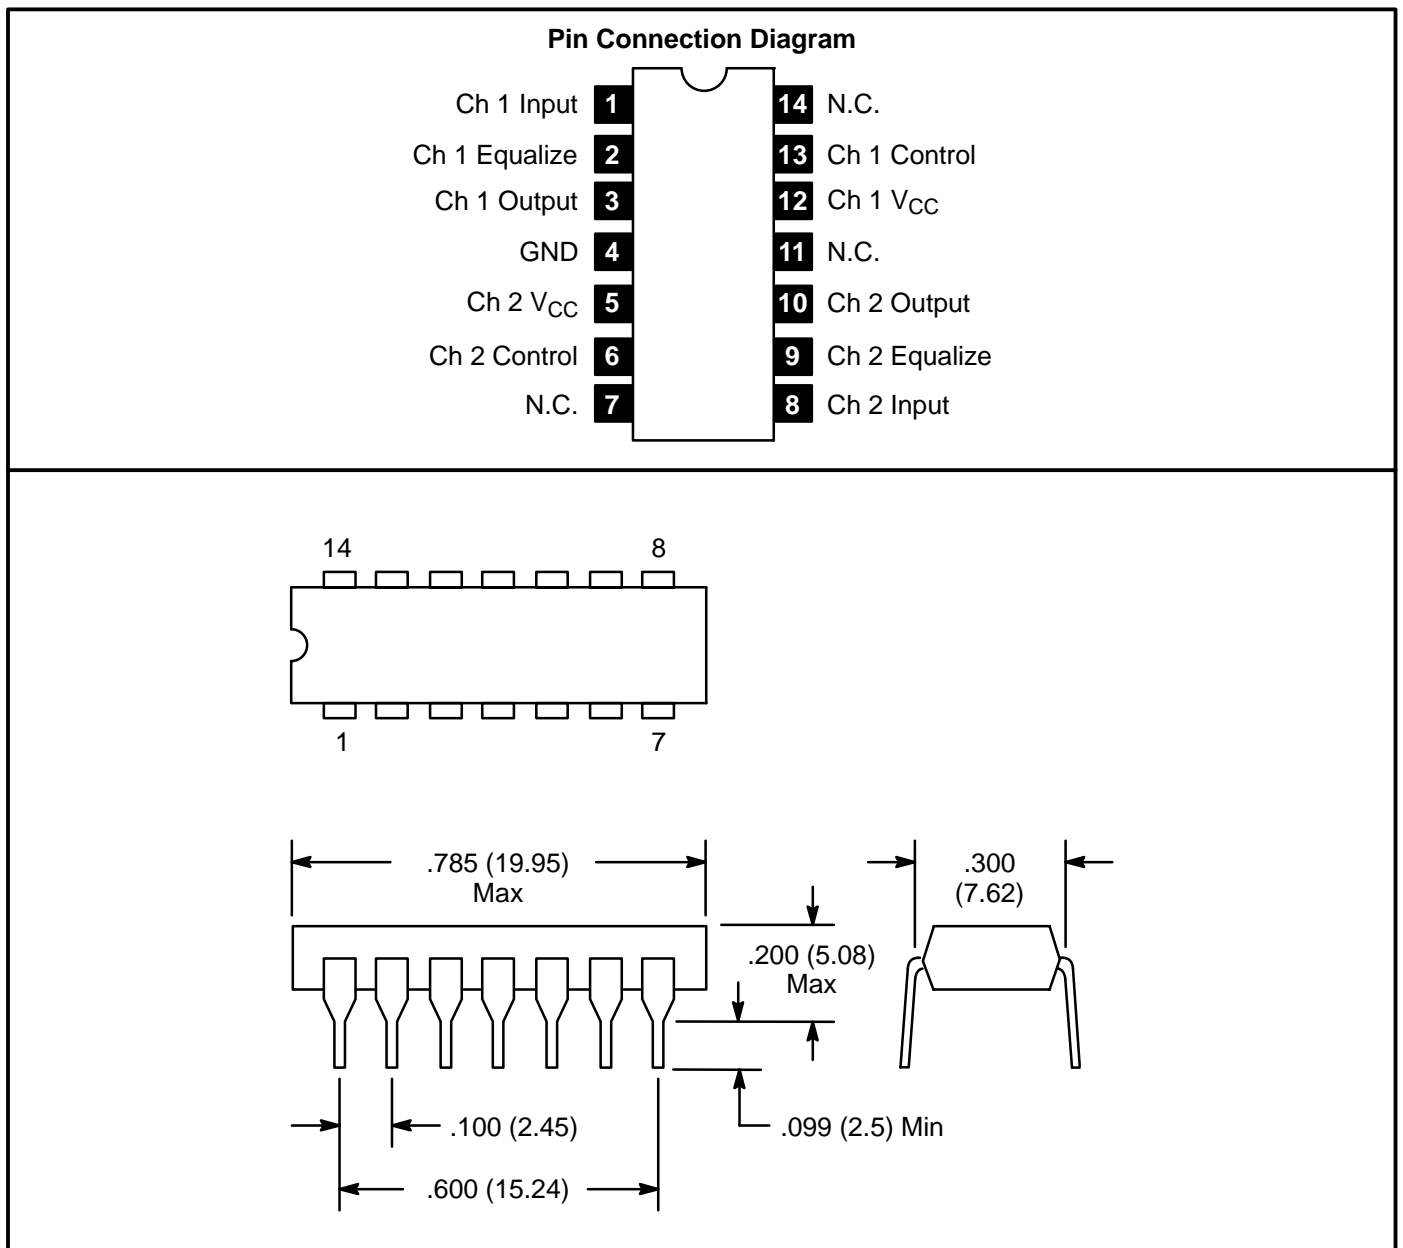 Pin Connection Diagram
Ch 1 Input 1 14 N.C.
Ch 1 Equalize 2 13 Ch 1 Control
Ch 1 Output 3 12 Ch 1 VCC
GND 4 11 N.C.
Ch 2 VCC 5 10 Ch 2 Output
Ch 2 Control 6 9 Ch 2 Equalize
N.C. 7 8 Ch 2 Input
14 8
1 7
.785 (19.95)
Max
.300
(7.62)
.200 (5.08)
Max
.100 (2.45)
.099 (2.5) Min
.600 (15.24)